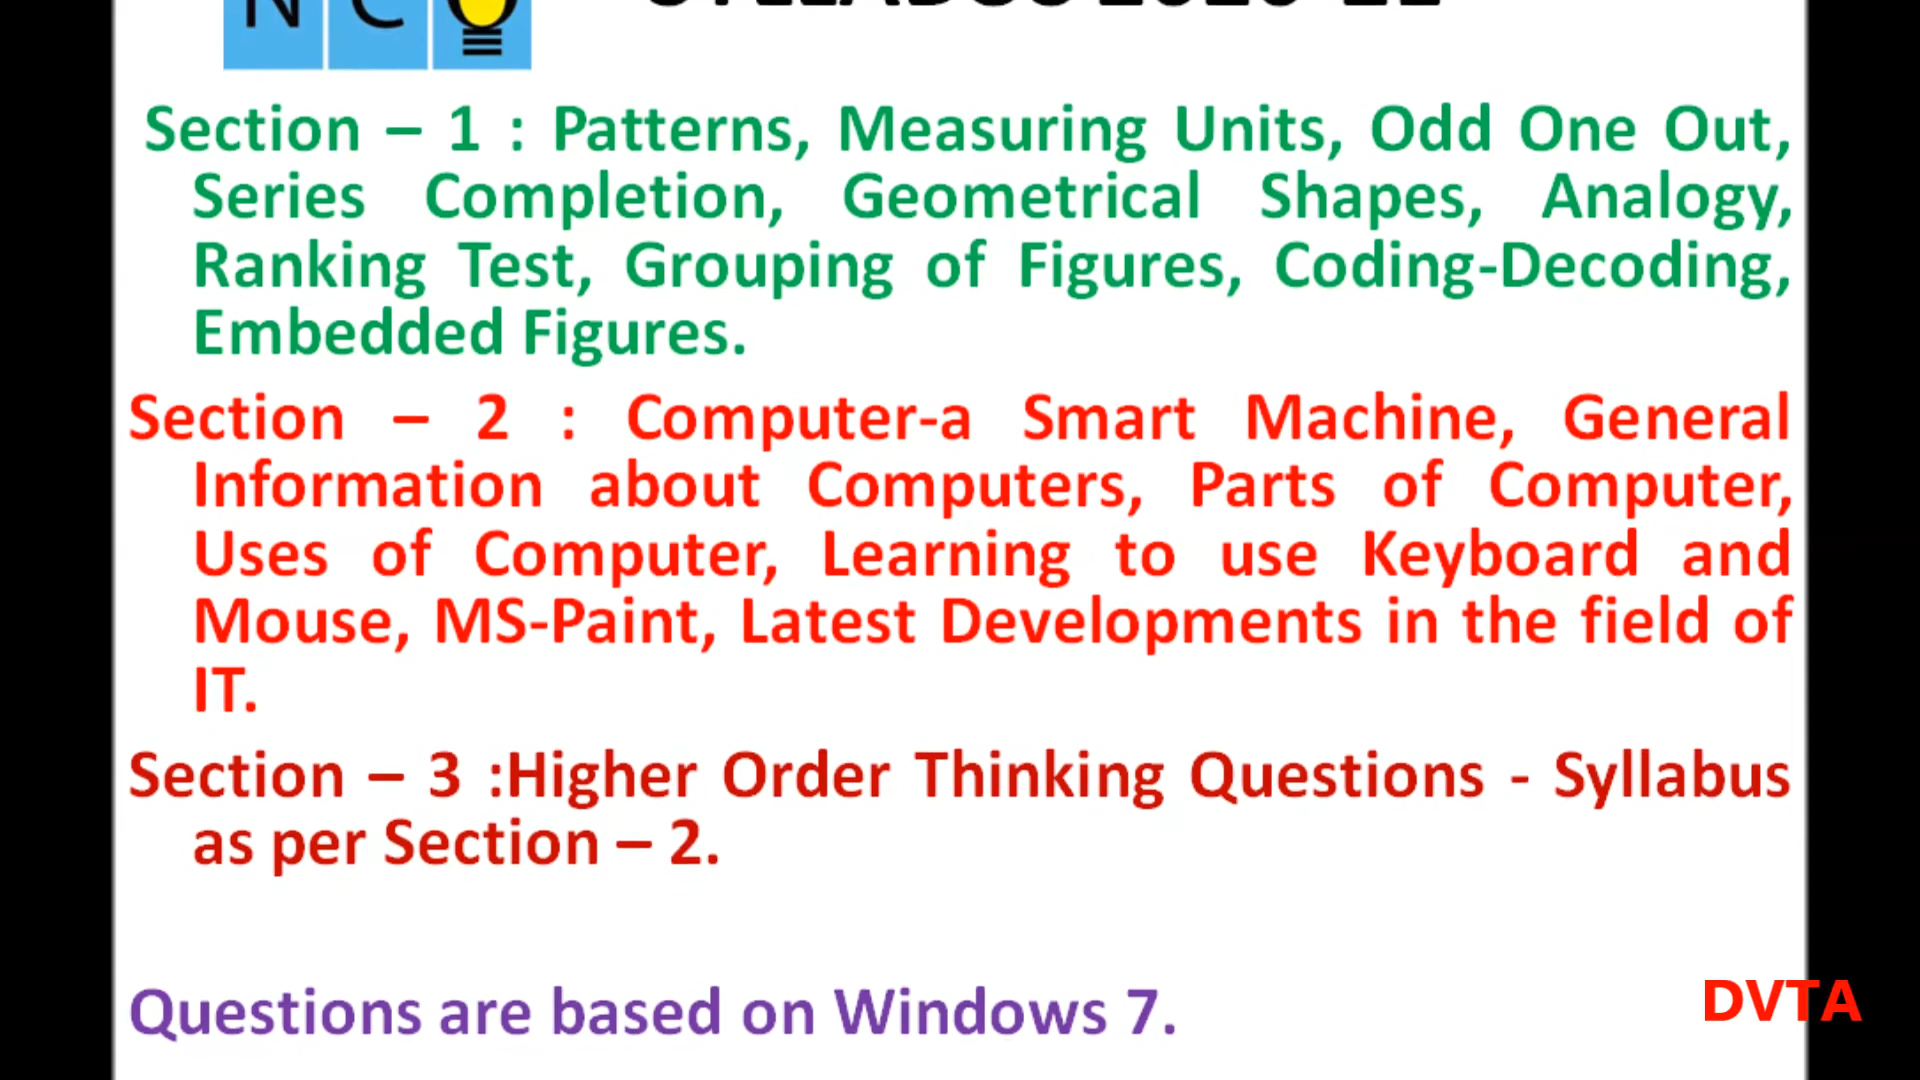 N C O
SYLLABUS 2020-21
Section – 1 : Patterns, Measuring Units, Odd One Out,
Series Completion, Geometrical Shapes, Analogy,
Ranking Test, Grouping of Figures, Coding-Decoding,
Embedded Figures.
Section – 2 : Computer-a Smart Machine, General
Information about Computers, Parts of Computer,
Uses of Computer, Learning to use Keyboard and
Mouse, MS-Paint, Latest Developments in the field of
IT.
Section – 3 :Higher Order Thinking Questions - Syllabus
as per Section – 2.
Questions are based on Windows 7.
DVTA